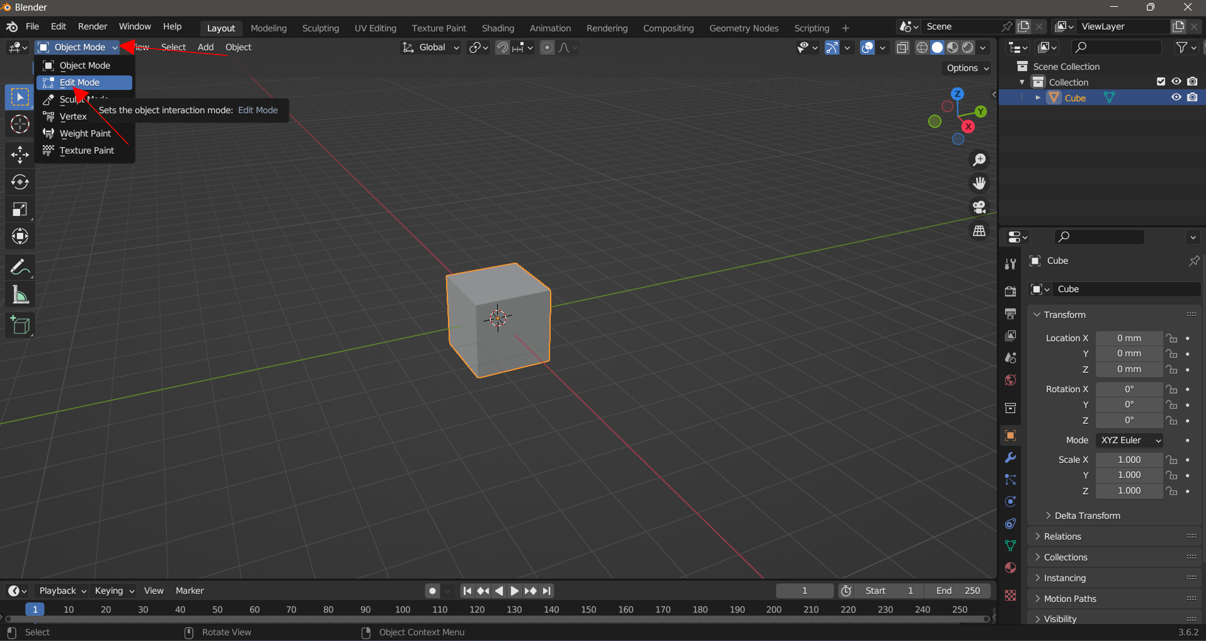 Blender
File Edit Render Window Help Layout Modeling Sculpting UV Editing Texture Paint Shading Animation Rendering Compositing Geometry Nodes Scripting + Scene ViewLayer
Object Mode Select Add Object Global
Options
Object Mode
Edit Mode
Sculpt Mode
Sets the object interaction mode: Edit Mode
Vertex
Weight Paint
Texture Paint
Z
Y
X
Scene Collection
Collection
Cube
Cube
Cube
Transform
Location X 0 mm
Y 0 mm
Z 0 mm
Rotation X 0°
Y 0°
Z 0°
Mode XYZ Euler
Scale X 1.000
Y 1.000
Z 1.000
Delta Transform
Relations
Collections
Instancing
Motion Paths
Visibility
Playback Keying View Marker 1 Start 1 End 250
1 10 20 30 40 50 60 70 80 90 100 110 120 130 140 150 160 170 180 190 200 210 220 230 240 250
Select Rotate View Object Context Menu 3.6.2